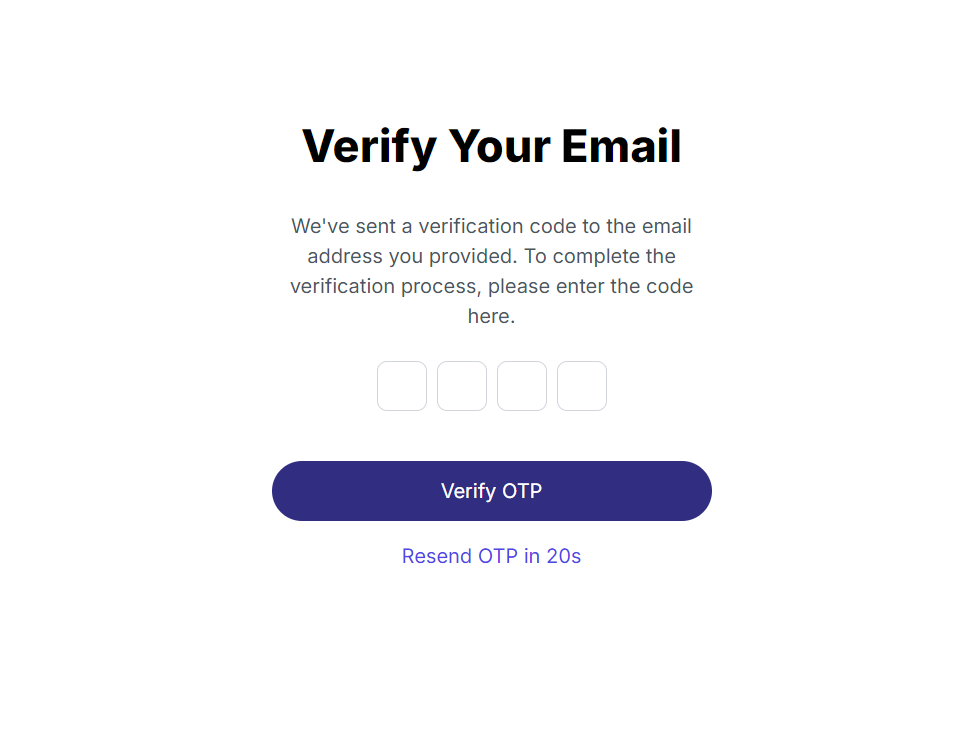 Verify Your Email
We've sent a verification code to the email
address you provided. To complete the
verification process, please enter the code
here.
Verify OTP
Resend OTP in 20s